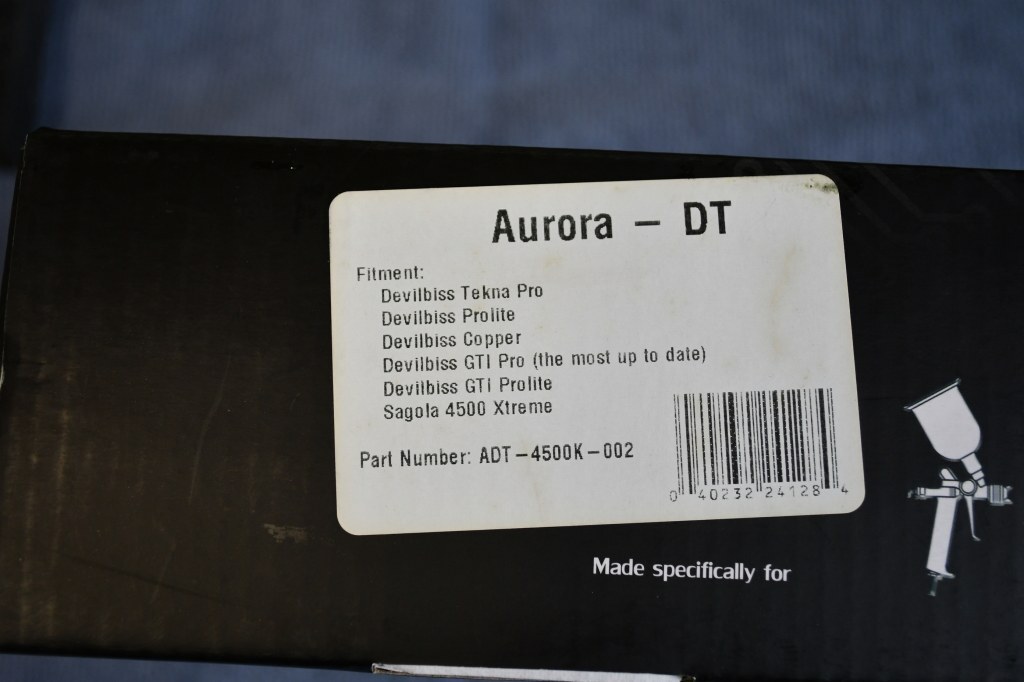 Aurora – DT
Fitment:
Devilbiss Tekna Pro
Devilbiss Prolite
Devilbiss Copper
Devilbiss GTI Pro (the most up to date)
Devilbiss GTI Prolite
Sagola 4500 Xtreme
Part Number: ADT–4500K–002
0 40232 24128 4
Made specifically for